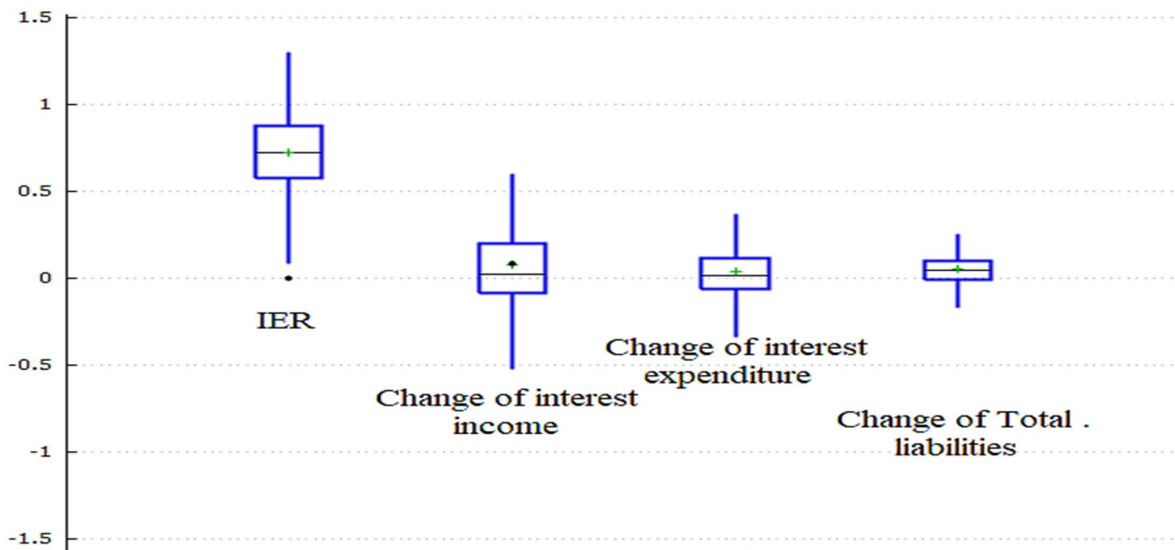 1.5
1
0.5
0
-0.5
-1
-1.5
IER
Change of interest
income
Change of interest
expenditure
Change of Total .
liabilities